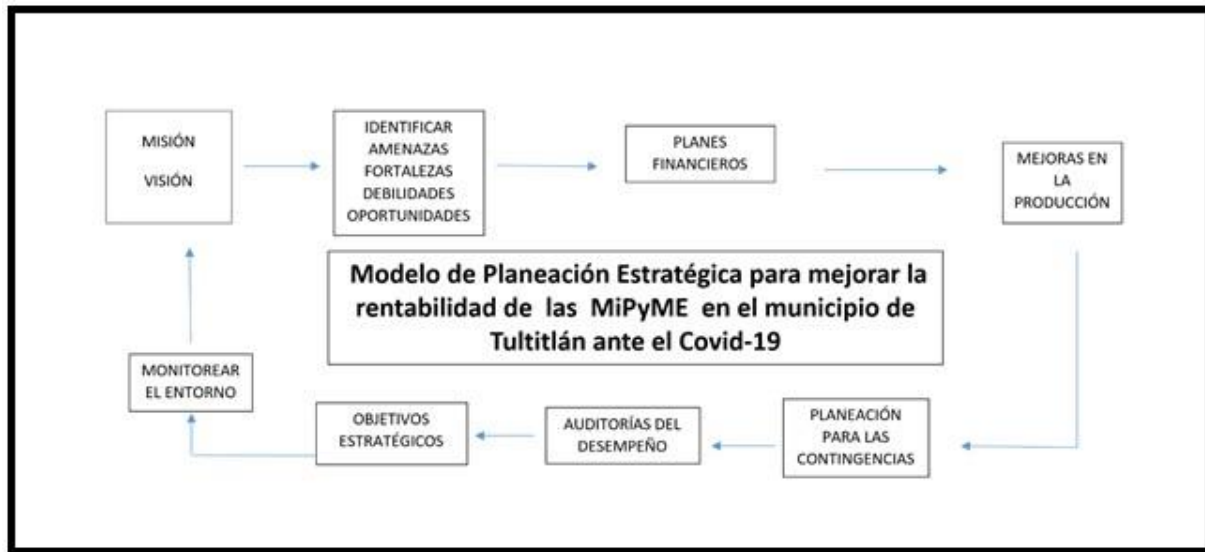 MISIÓN
VISIÓN
IDENTIFICAR
AMENAZAS
FORTALEZAS
DEBILIDADES
OPORTUNIDADES
PLANES
FINANCIEROS
MEJORAS EN
LA
PRODUCCIÓN
Modelo de Planeación Estratégica para mejorar la
rentabilidad de las MiPyME en el municipio de
Tultitlán ante el Covid-19
MONITOREAR
EL ENTORNO
OBJETIVOS
ESTRATÉGICOS
AUDITORÍAS DEL
DESEMPEÑO
PLANEACIÓN
PARA LAS
CONTINGENCIAS